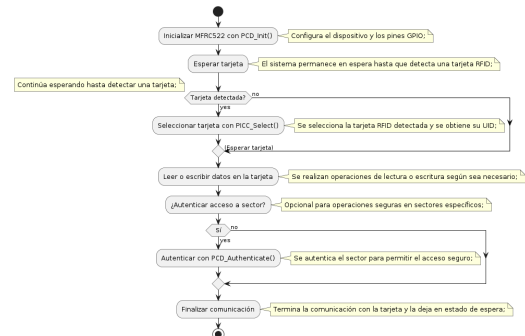 Inicializar MFRC522 con PCD_Init()
Configura el dispositivo y los pines GPIO;
Esperar tarjeta
El sistema permanece en espera hasta que detecta una tarjeta RFID;
Continúa esperando hasta detectar una tarjeta;
Tarjeta detectada?
no
yes
Seleccionar tarjeta con PICC_Select()
Se selecciona la tarjeta RFID detectada y se obtiene su UID;
(Esperar tarjeta)
Leer o escribir datos en la tarjeta
Se realizan operaciones de lectura o escritura según sea necesario;
¿Autenticar acceso a sector?
Opcional para operaciones seguras en sectores específicos;
Sí
no
yes
Autenticar con PCD_Authenticate()
Se autentica el sector para permitir el acceso seguro;
Finalizar comunicación
Termina la comunicación con la tarjeta y la deja en estado de espera;